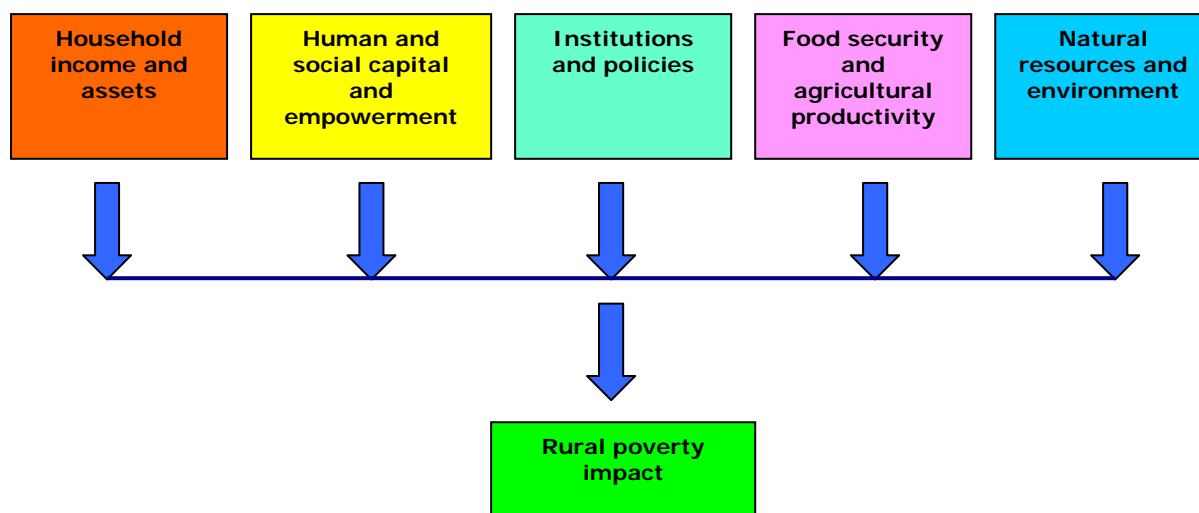 Household
income and
assets
Human and
social capital
and
empowerment
Institutions
and policies
Food security
and
agricultural
productivity
Natural
resources and
environment
Rural poverty
impact